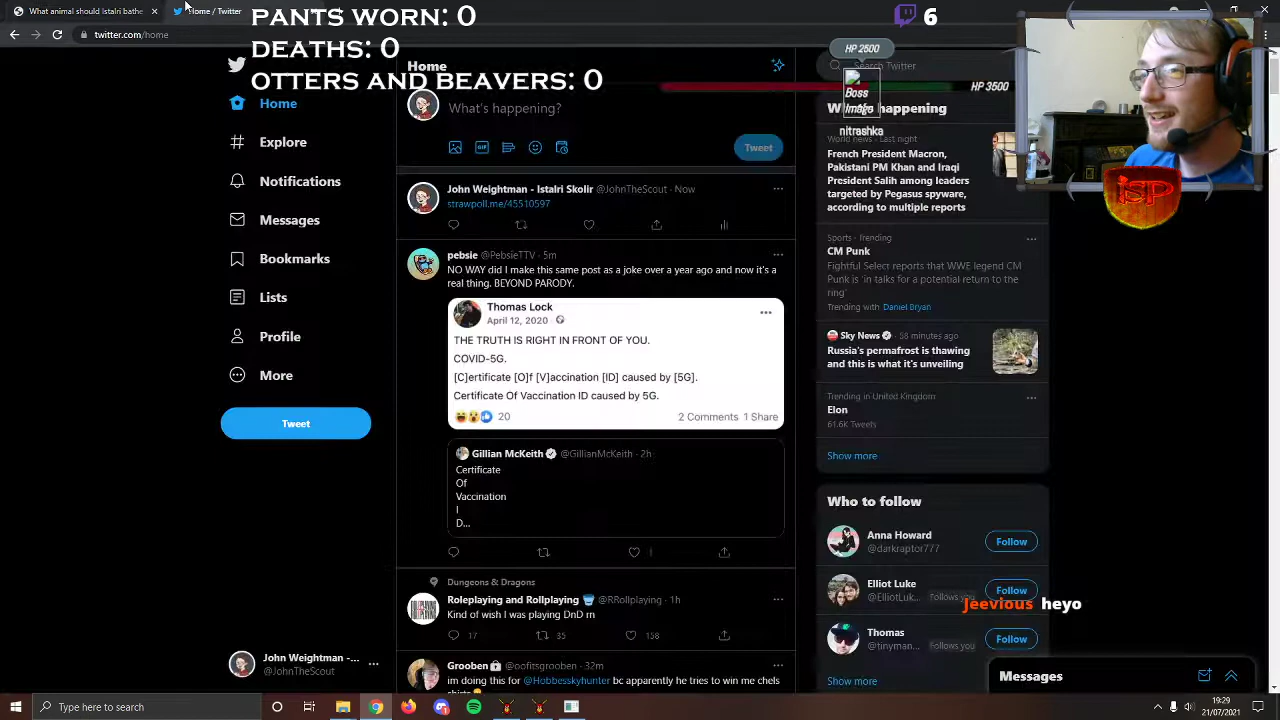 What animal should Istalri bathe
Home / Twitter
twitter.com/home
PANTS WORN: 0
DEATHS: 0
OTTERS AND BEAVERS: 0
6
HP 2500
HP 3500
Boss
Image
nitrashka
Search Twitter
Home
Explore
Notifications
Messages
Bookmarks
Lists
Profile
More
Tweet
John Weightman -...
@JohnTheScout
Home
What's happening?
Tweet
John Weightman - Istalri Skolir @JohnTheScout · Now
strawpoll.me/45510597
pebsie @PebsieTTV · 5m
NO WAY did I make this same post as a joke over a year ago and now it's a
real thing. BEYOND PARODY.
Thomas Lock
April 12, 2020
THE TRUTH IS RIGHT IN FRONT OF YOU.
COVID-5G.
[C]ertificate [O]f [V]accination [ID] caused by [5G].
Certificate Of Vaccination ID caused by 5G.
20
2 Comments 1 Share
Gillian McKeith @GillianMcKeith · 2h
Certificate
Of
Vaccination
I
D...
Dungeons & Dragons
Roleplaying and Rollplaying @RRollplaying · 1h
Kind of wish I was playing DnD rn
17 35 158
Grooben @oofitsgrooben · 32m
im doing this for @Hobbesskyhunter bc apparently he tries to win me chels
happening
World news · Last night
French President Macron,
Pakistani PM Khan and Iraqi
President Salih among leaders
targeted by Pegasus spyware,
according to multiple reports
Sports · Trending
CM Punk
Fightful Select reports that WWE legend CM
Punk is 'in talks for a potential return to the
ring'
Trending with Daniel Bryan
Sky News · 58 minutes ago
Russia's permafrost is thawing
and this is what it's unveiling
Trending in United Kingdom
Elon
61.6K Tweets
Show more
Who to follow
Anna Howard
@darkraptor777
Follow
Elliot Luke
@ElliotLuk... Follows you
Follow
Thomas
@tinyman... Follows you
Follow
Show more
Jeevious heyo
Messages
ISP
Type here to search
19:29
21/07/2021